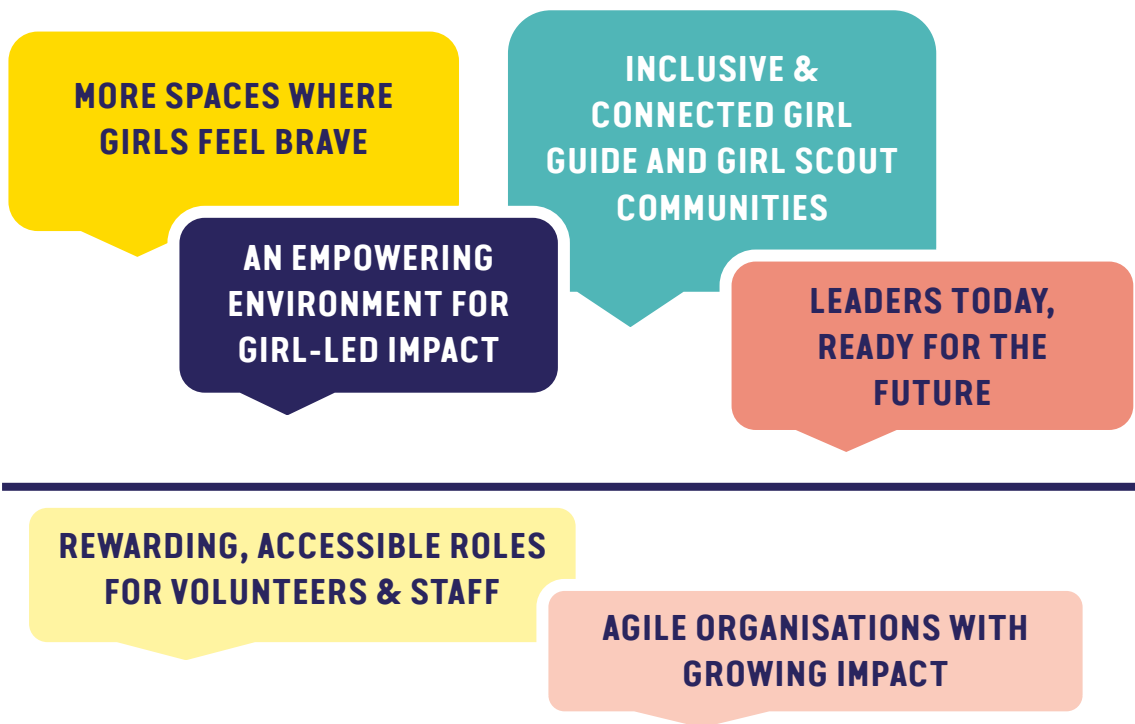 MORE SPACES WHERE
GIRLS FEEL BRAVE
INCLUSIVE &
CONNECTED GIRL
GUIDE AND GIRL SCOUT
COMMUNITIES
AN EMPOWERING
ENVIRONMENT FOR
GIRL-LED IMPACT
LEADERS TODAY,
READY FOR THE
FUTURE
REWARDING, ACCESSIBLE ROLES
FOR VOLUNTEERS & STAFF
AGILE ORGANISATIONS WITH
GROWING IMPACT